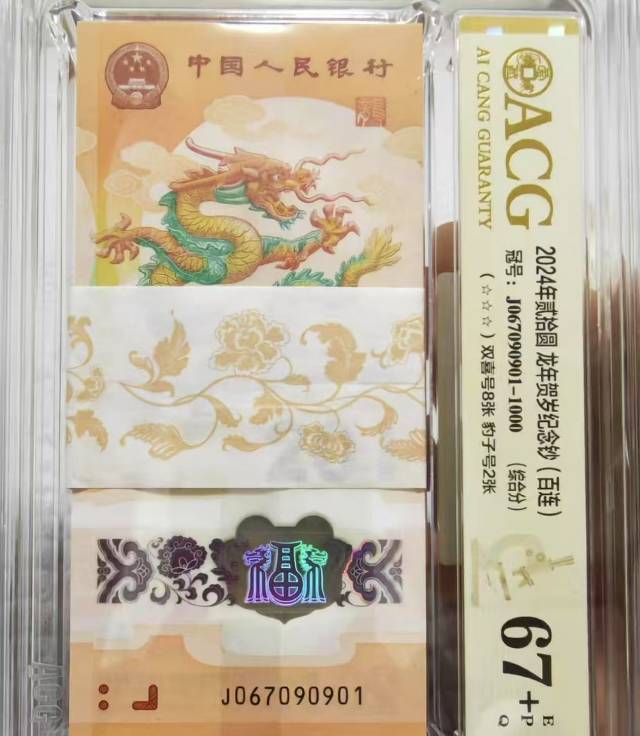 中国人民银行
福
J067090901
ACG
AI CANG GUARANTY
2024年贰拾圆 龙年贺岁纪念钞（百连）
冠号：J067090901-1000 （综合分）
（☆☆☆）双喜号8张 豹子号2张
67+
EPQ